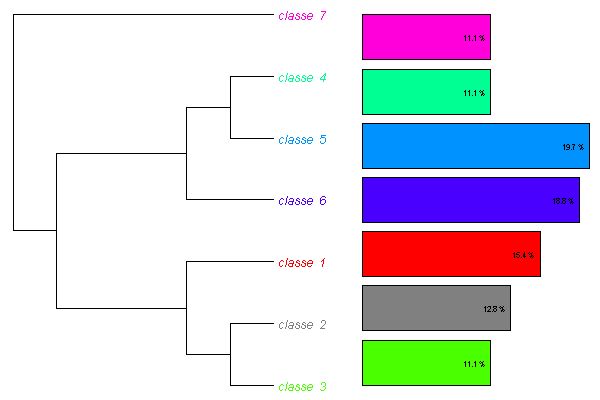 classe 7 11.1 %
classe 4 11.1 %
classe 5 19.7 %
classe 6 18.8 %
classe 1 15.4 %
classe 2 12.8 %
classe 3 11.1 %